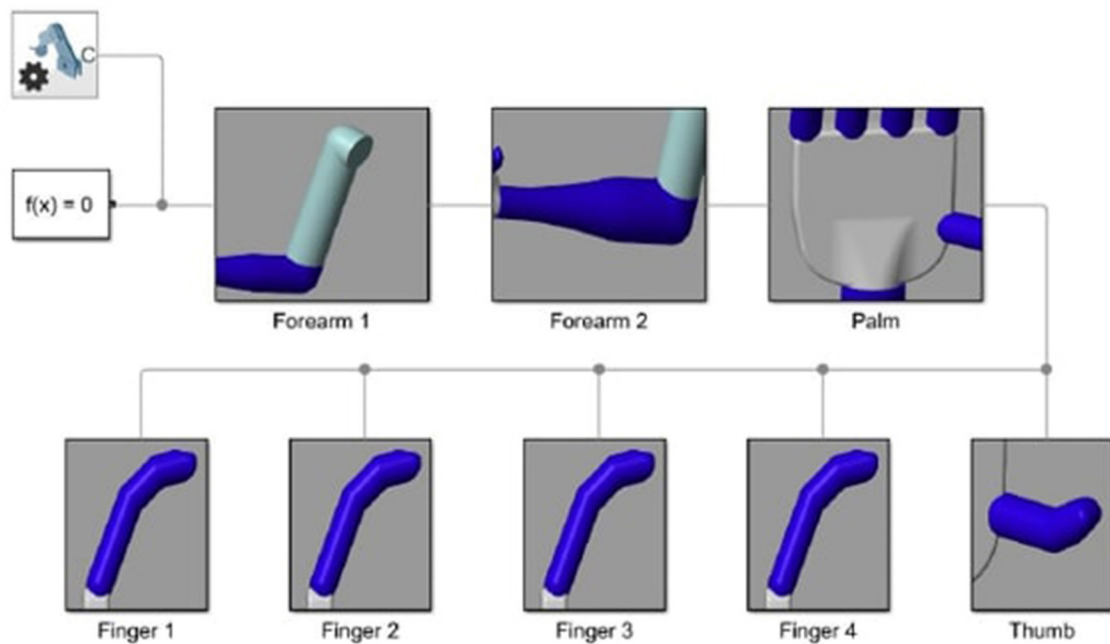 C
f(x) = 0
Forearm 1
Forearm 2
Palm
Finger 1
Finger 2
Finger 3
Finger 4
Thumb